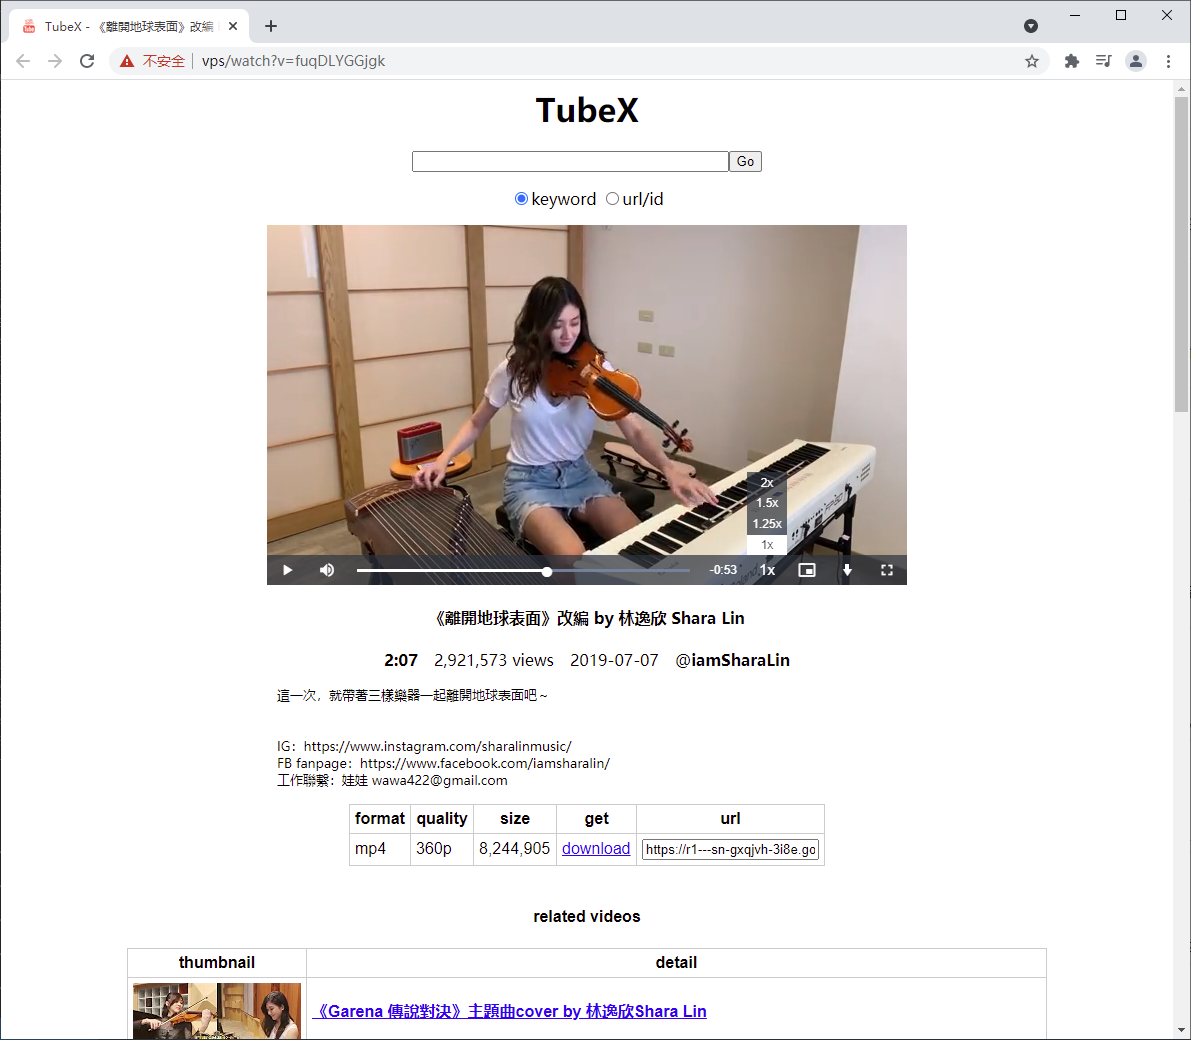 TubeX - 《離開地球表面》改編
不安全 vps/watch?v=fuqDLYGGjgk
TubeX
Go
keyword url/id
2x
1.5x
1.25x
1x
-0:53 1x
《離開地球表面》改編 by 林逸欣 Shara Lin
2:07 2,921,573 views 2019-07-07 @iamSharaLin
這一次，就帶著三樣樂器一起離開地球表面吧～
IG：https://www.instagram.com/sharalinmusic/
FB fanpage：https://www.facebook.com/iamsharalin/
工作聯繫：娃娃 wawa422@gmail.com
format quality size get url
mp4 360p 8,244,905 download https://r1---sn-gxqjvh-3i8e.go
related videos
thumbnail detail
《Garena 傳說對決》主題曲cover by 林逸欣Shara Lin